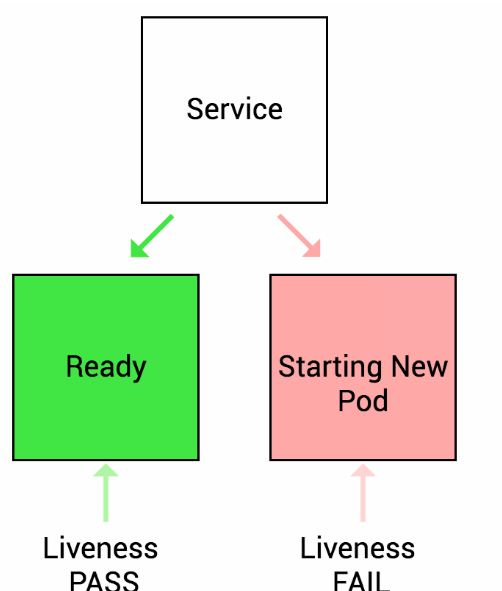 Service
Ready
Starting New
Pod
Liveness
PASS
Liveness
FAIL